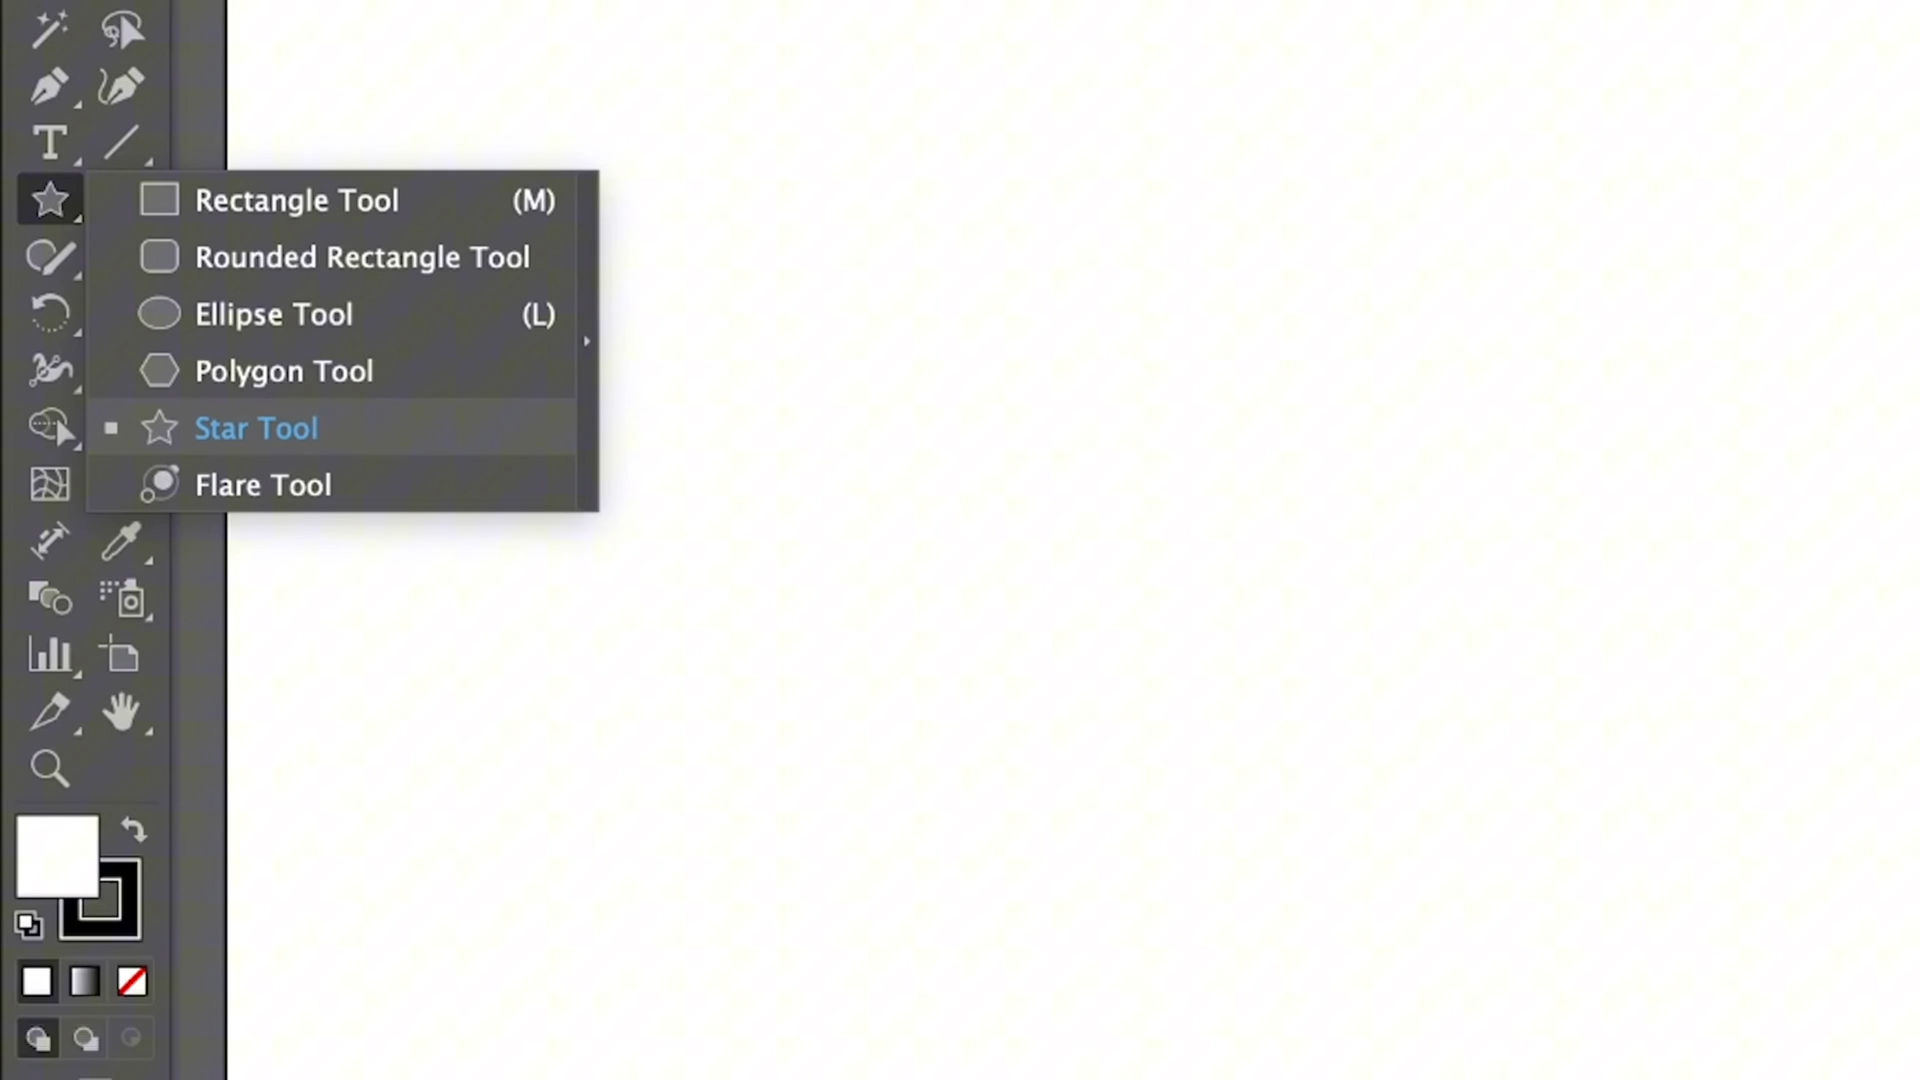 T
Rectangle Tool (M)
Rounded Rectangle Tool
Ellipse Tool (L)
Polygon Tool
Star Tool
Flare Tool